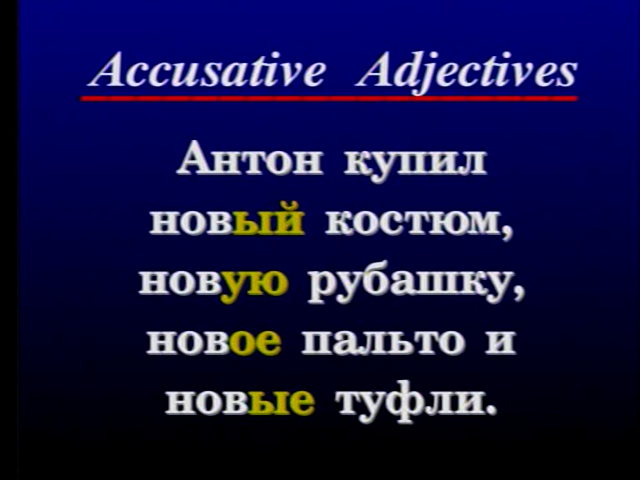 Accusative Adjectives
Антон купил
новый костюм,
новую рубашку,
новое пальто и
новые туфли.